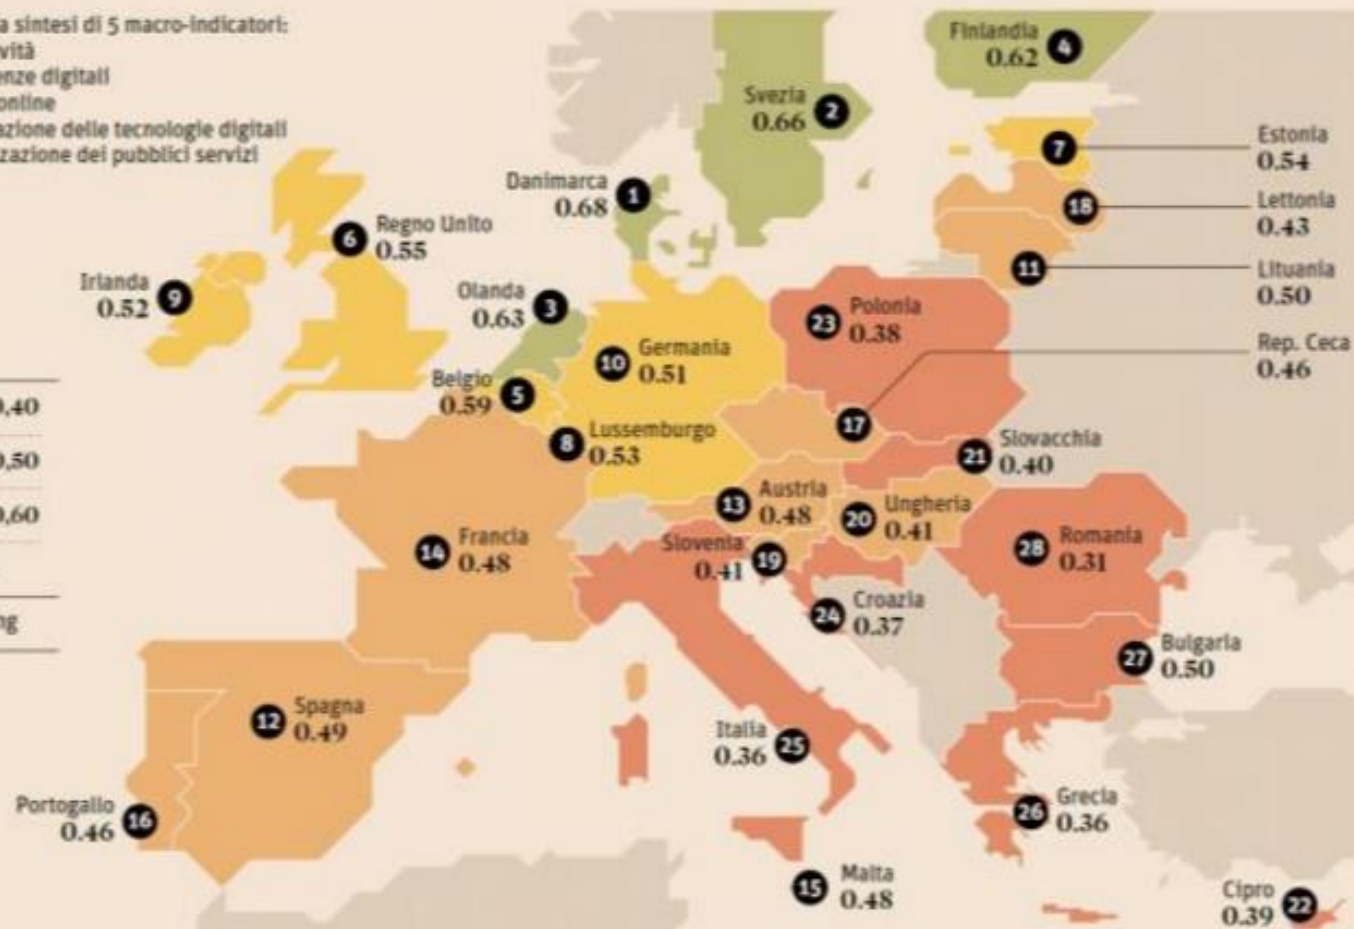 a sintesi di 5 macro-indicatori:
vità
enze digitali
online
azione delle tecnologie digitali
zazione dei pubblici servizi
Finlandia 4
0.62
Svezia 2
0.66
7 Estonia
0.54
Danimarca 1
0.68
18 Lettonia
0.43
6 Regno Unito
0.55
11 Lituania
0.50
Irlanda 9
0.52
Olanda 3
0.63
23 Polonia
0.38
10 Germania
0.51
17 Rep. Ceca
0.46
Belgio 5
0.59
0,40
8 Lussemburgo
0.53
21 Slovacchia
0.40
0,50
13 Austria
0.48
20 Ungheria
0.41
0,60
14 Francia
0.48
Slovenia 19
0.41
28 Romania
0.31
24 Croazia
0.37
ng
27 Bulgaria
0.50
12 Spagna
0.49
Italia 25
0.36
Portogallo 16
0.46
26 Grecia
0.36
15 Malta
0.48
Cipro 22
0.39